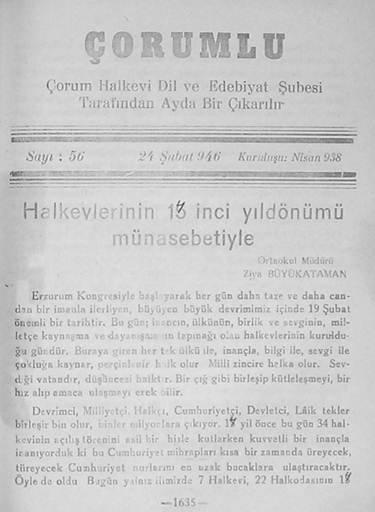 ÇORUMLU
Çorum Halkevi Dil ve Edebiyat Şubesi
Tarafından Ayda Bir Çıkarılır
Sayı : 56 24 Şubat 946 Kuruluşu: Nisan 938
Halkevlerinin inci yıldönümü
münasebetiyle
Ortaokul Müdürü
Ziya BÜYÜKATAMAN
Erzurum Kongresiyle başlıyarak her gün daha taze ve daha can-
dan bir imanla ilerliyen, büyüyen büyük devrimimiz içinde 19 Şubat
önemli bir tarihtir. Bu gün; inancın, ülkünün, birlik ve sevginin, mil-
letçe kaynaşma ve dayanışmanın tapınağı olan halkevlerinin kuruldu-
ğu gündür. Buraya giren her tek ülkü ile, inançla, bilgi ile, sevgi ile
çokluğa kaynar, perçinlenir halk olur Milli zincire halka olur. Sev-
diği vatandır, düşüncesi halktır. Bir çığ gibi birleşip kütleşmeyi, bir
hız alıp amaca ulaşmayı erek bilir.
Devrimci, Milliyetçi, Halkçı, Cumhuriyetçi, Devletci, Lâik tekler
birleşir bin olur, binler milyonlara çıkıyor. yıl önce bu gün 34 hal-
kevinin açılış törenini asil bir hisle kutlarken kuvvetli bir inançla
inanıyorduk ki bu Cumhuriyet mihrapları kısa bir zamanda üreyecek,
türeyecek Cumhuriyet nurlarını en uzak bucaklara ulaştıracaktır.
Öyle de oldu Bugün yalnız ilimizde 7 Halkevi, 22 Halkodasının
—1635—